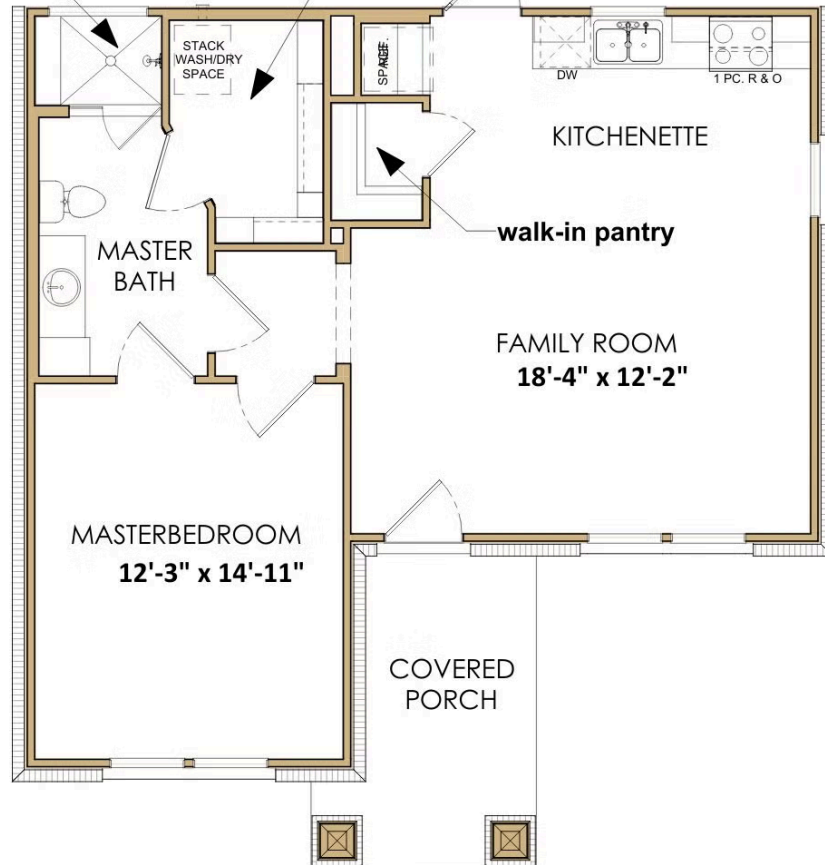 STACK
WASH/DRY
SPACE
DW
1 PC. R & O
KITCHENETTE
walk-in pantry
MASTER
BATH
FAMILY ROOM
18'-4" x 12'-2"
MASTERBEDROOM
12'-3" x 14'-11"
COVERED
PORCH